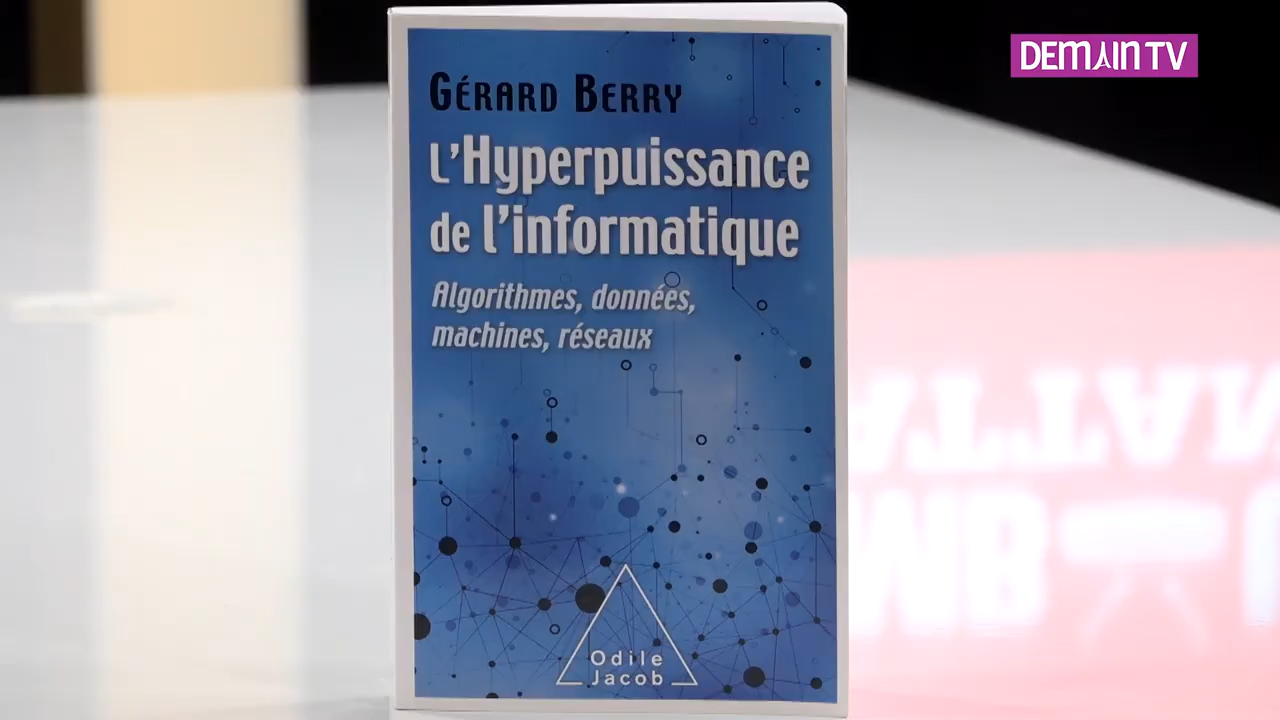 DEMAIN TV
GÉRARD BERRY
L'Hyperpuissance
de l'informatique
Algorithmes, données,
machines, réseaux
Odile
Jacob